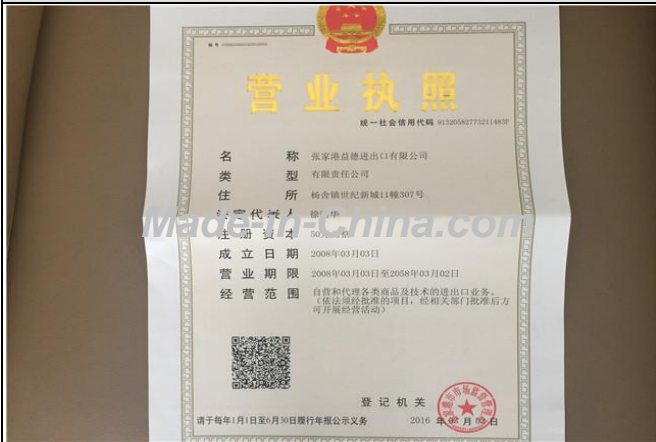 营业执照
统一社会信用代码 91320582773211483F
名 称 张家港益德进出口有限公司
类 型 有限责任公司
住 所 杨舍镇世纪新城11幢307号
法定代表人 徐
Made-in-China.com
注 册 资 本 50万
成 立 日 期 2008年03月03日
营 业 期 限 2008年03月03日至2058年03月02日
经 营 范 围 自营和代理各类商品及技术的进出口业务。
(依法须经批准的项目,经相关部门批准后方
可开展经营活动)
登 记 机 关
请于每年1月1日至6月30日履行年报公示义务
2016 年 月 日